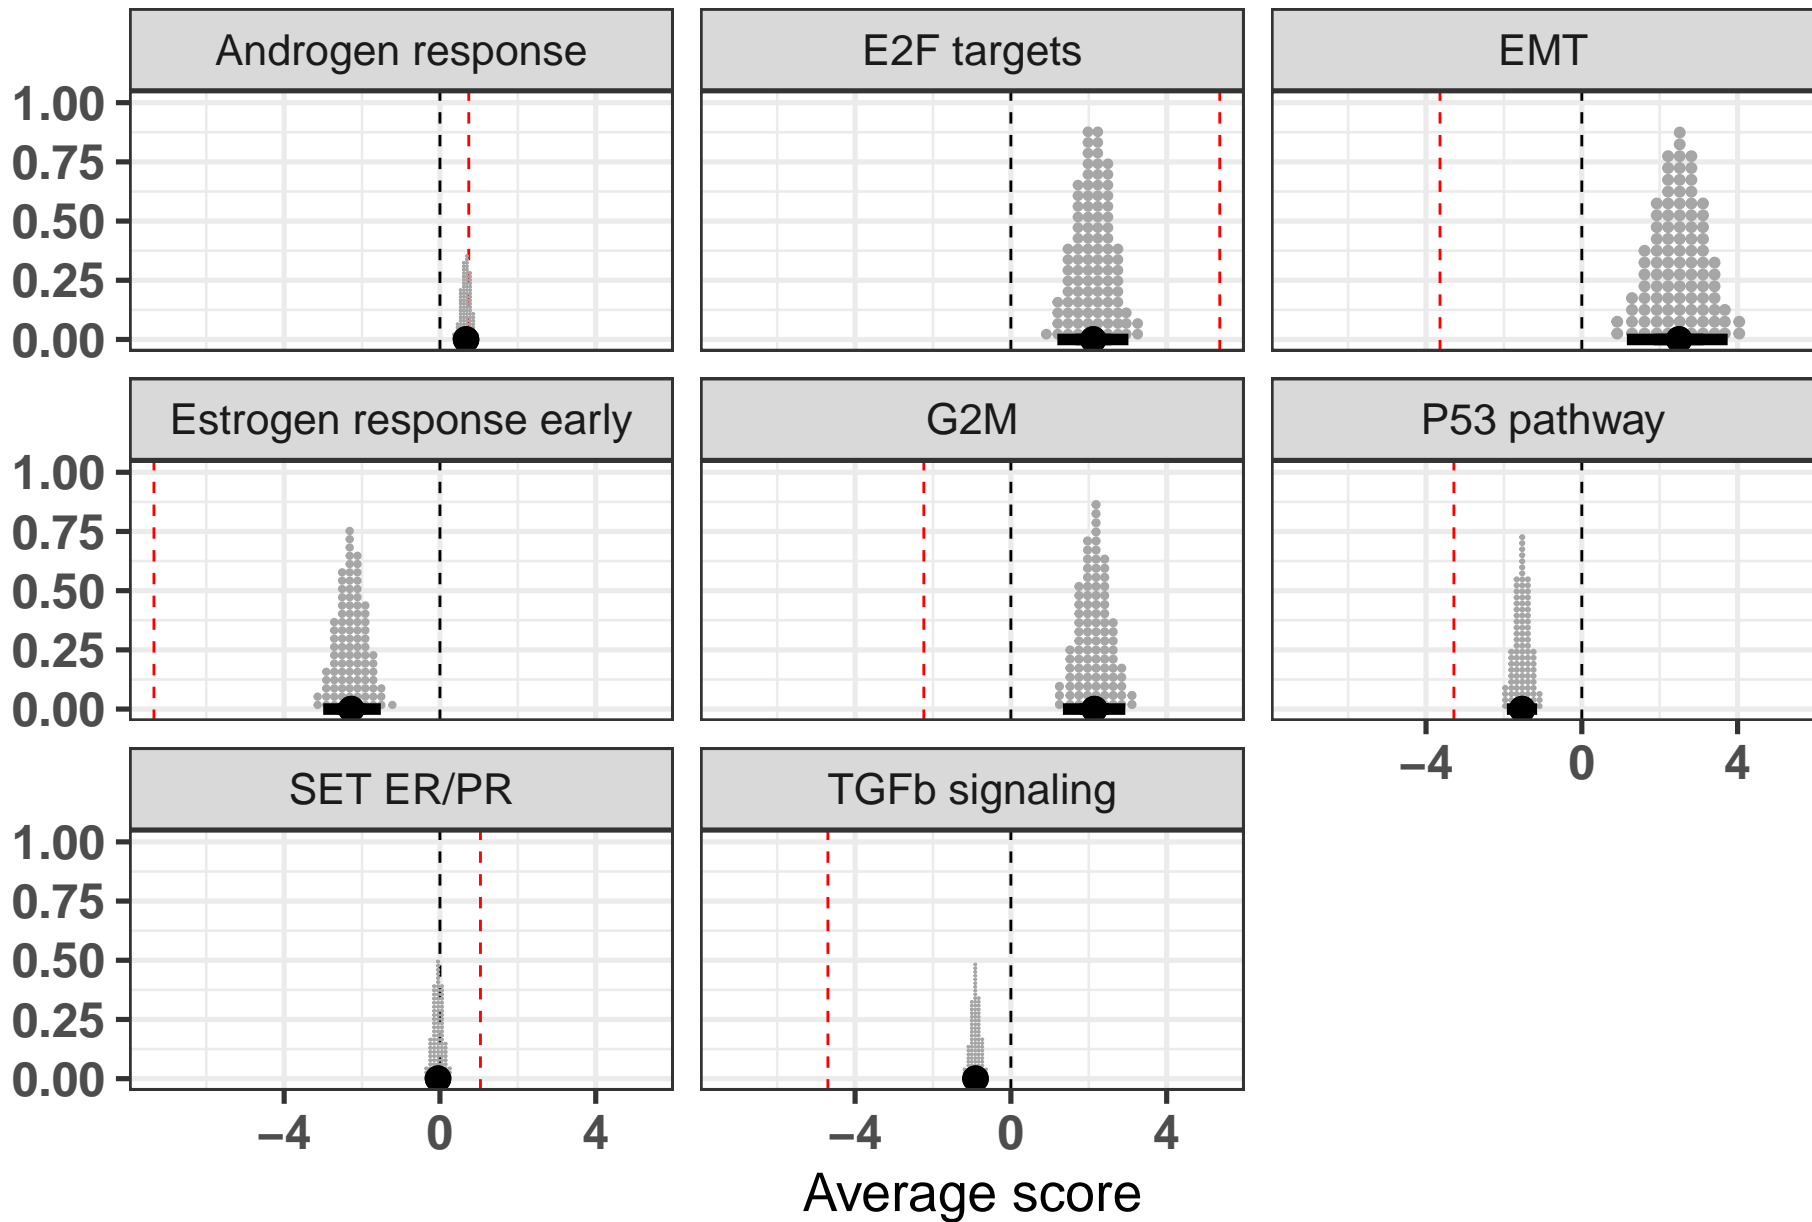 Androgen response E2F targets EMT
1.00
0.75
0.50
0.25
0.00
Estrogen response early G2M P53 pathway
1.00
0.75
0.50
0.25
0.00
−4 0 4
SET ER/PR TGFb signaling
1.00
0.75
0.50
0.25
0.00
−4 0 4 −4 0 4
Average score